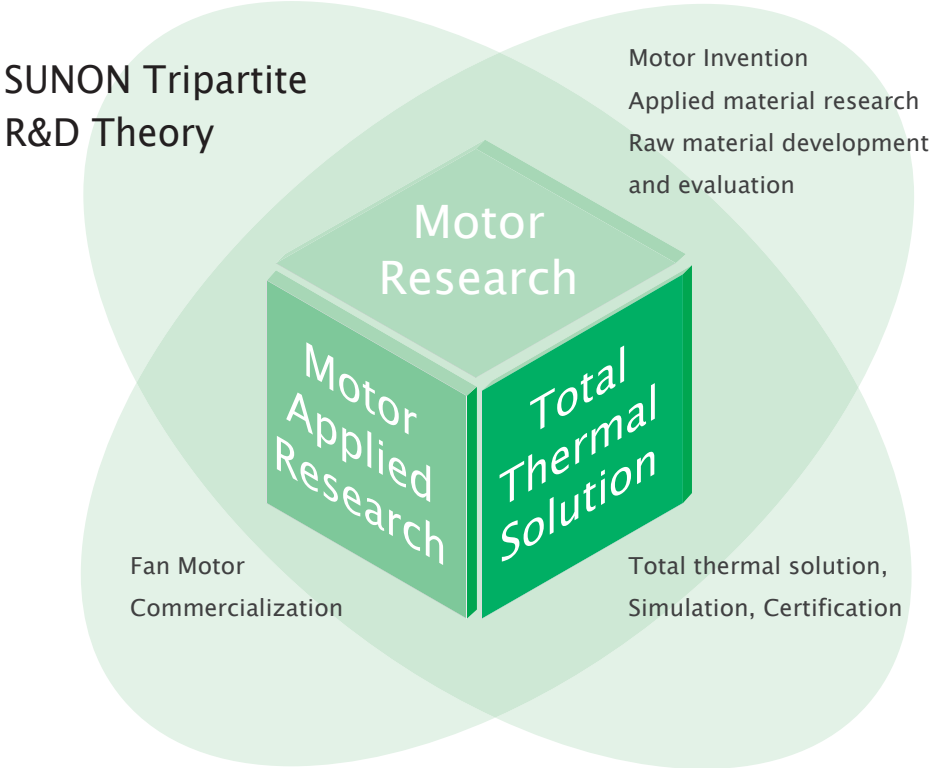 SUNON Tripartite
R&D Theory
Motor Invention
Applied material research
Raw material development
and evaluation
Motor
Research
Motor
Applied
Research
Total
Thermal
Solution
Fan Motor
Commercialization
Total thermal solution,
Simulation, Certification